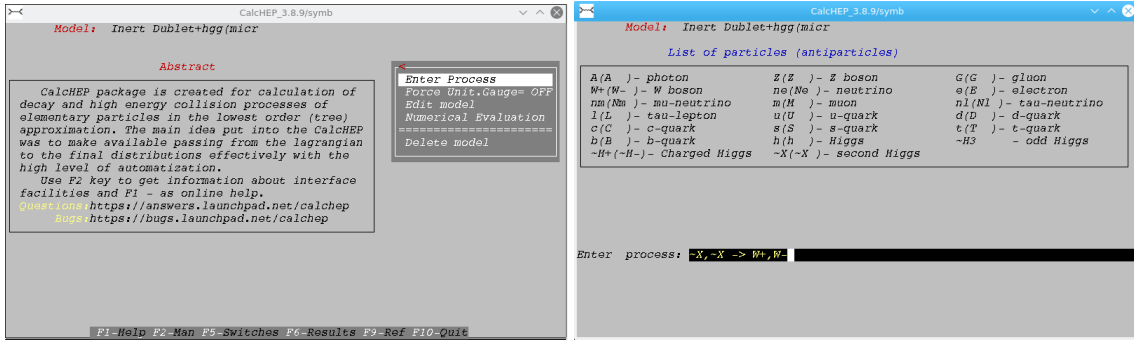 CalcHEP_3.8.9/symb
Model: Inert Dublet+hgg(micr
Abstract
CalcHEP package is created for calculation of
decay and high energy collision processes of
elementary particles in the lowest order (tree)
approximation. The main idea put into the CalcHEP
was to make available passing from the lagrangian
to the final distributions effectively with the
high level of automatization.
Use F2 key to get information about interface
facilities and F1 - as online help.
Questions:https://answers.launchpad.net/calchep
Bugs:https://bugs.launchpad.net/calchep
<
Enter Process
Force Unit.Gauge= OFF
Edit model
Numerical Evaluation
======================
Delete model
F1-Help F2-Man F5-Switches F6-Results F9-Ref F10-Quit
CalcHEP_3.8.9/symb
Model: Inert Dublet+hgg(micr
List of particles (antiparticles)
A(A )- photon Z(Z )- Z boson G(G )- gluon
W+(W- )- W boson ne(Ne )- neutrino e(E )- electron
nm(Nm )- mu-neutrino m(M )- muon nl(Nl )- tau-neutrino
l(L )- tau-lepton u(U )- u-quark d(D )- d-quark
c(C )- c-quark s(S )- s-quark t(T )- t-quark
b(B )- b-quark h(h )- Higgs ~H3 - odd Higgs
~H+(~H-)- Charged Higgs ~X(~X )- second Higgs
Enter process: ~X,~X -> W+,W-